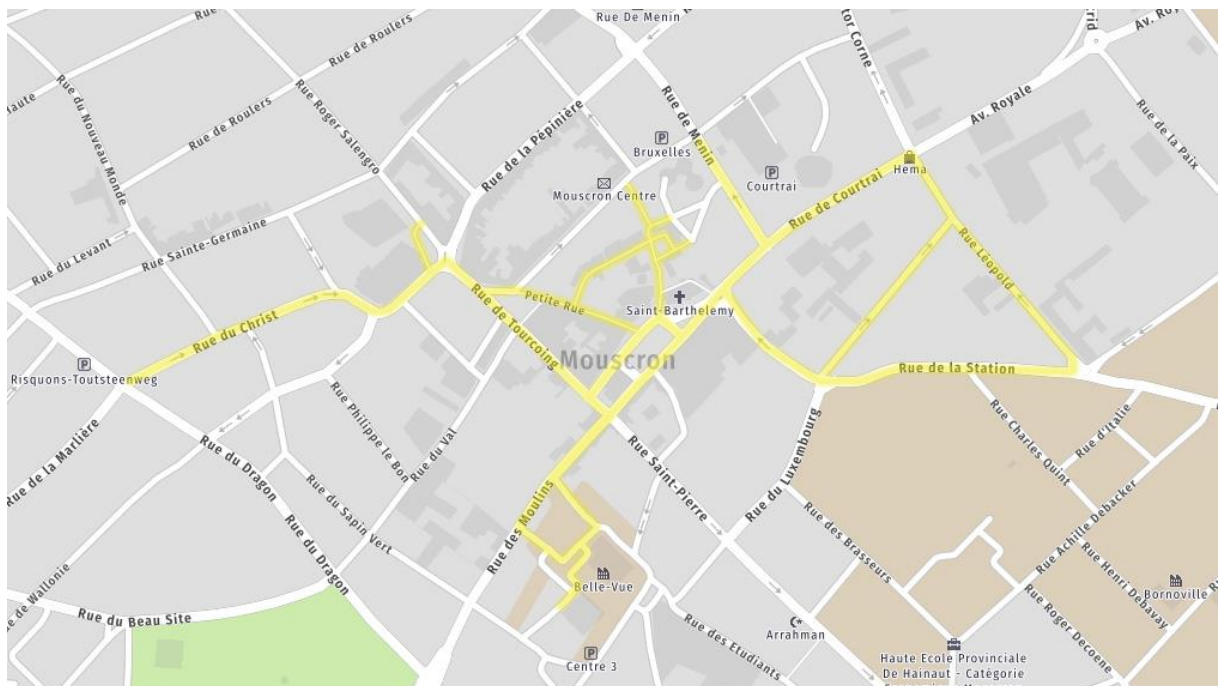 Rue De Menin
Rue de Roulers
Haute
Rue de Roulers
Rue du Nouveau Monde
Rue Roger Salengro
Rue de la Pépinière
Rue de Menin
tor Corne
Av. Royale
rid
Av. Ro
Rue de la Paix
Bruxelles
Courtrai
Hema
Mouscron Centre
Rue de Courtrai
Rue du Levant
Rue Sainte-Germaine
Rue Léopold
Petite Rue
Saint-Barthelemy
Rue du Christ
Rue de Tourcoing
Mouscron
Risquons-Toutsteenweg
Rue de la Station
Rue Philippe le Bon
Rue du Val
Rue de la Marlière
Rue du Dragon
Rue Saint-Pierre
Rue du Luxembourg
Rue Charles Quint
Rue d'Italie
Rue des Moulins
Rue du Sapin Vert
Rue du Dragon
Rue des Brasseurs
Rue Achille Debacker
Rue Henri Debavay
Rue Roger Decoene
Bornoville
e de Wallonie
Rue du Beau Site
Belle-Vue
Arrahman
Rue des Etudiants
Centre 3
Haute Ecole Provinciale
De Hainaut - Catégorie